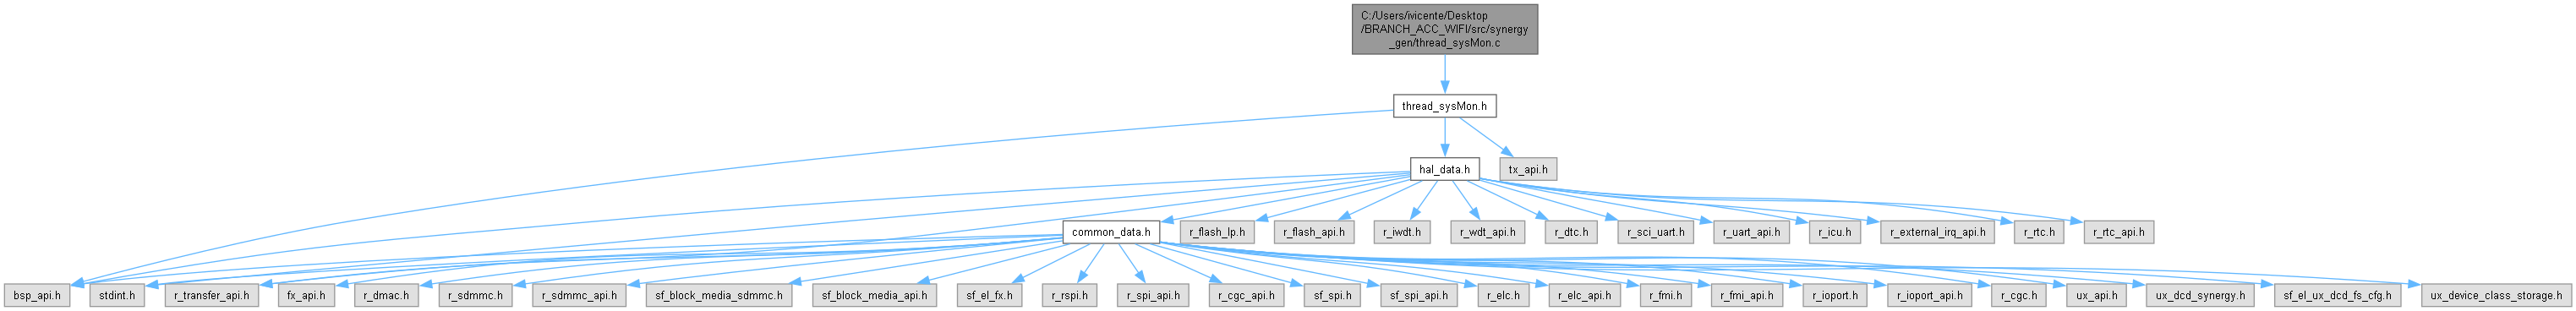 C:/Users/ivicente/Desktop
/BRANCH_ACC_WIFI/src/synergy
_gen/thread_sysMon.c
thread_sysMon.h
hal_data.h
tx_api.h
common_data.h
r_flash_lp.h
r_flash_api.h
r_iwdt.h
r_wdt_api.h
r_dtc.h
r_sci_uart.h
r_uart_api.h
r_icu.h
r_external_irq_api.h
r_rtc.h
r_rtc_api.h
bsp_api.h
stdint.h
r_transfer_api.h
fx_api.h
r_dmac.h
r_sdmmc.h
r_sdmmc_api.h
sf_block_media_sdmmc.h
sf_block_media_api.h
sf_el_fx.h
r_rspi.h
r_spi_api.h
r_cgc_api.h
sf_spi.h
sf_spi_api.h
r_elc.h
r_elc_api.h
r_fmi.h
r_fmi_api.h
r_ioport.h
r_ioport_api.h
r_cgc.h
ux_api.h
ux_dcd_synergy.h
sf_el_ux_dcd_fs_cfg.h
ux_device_class_storage.h